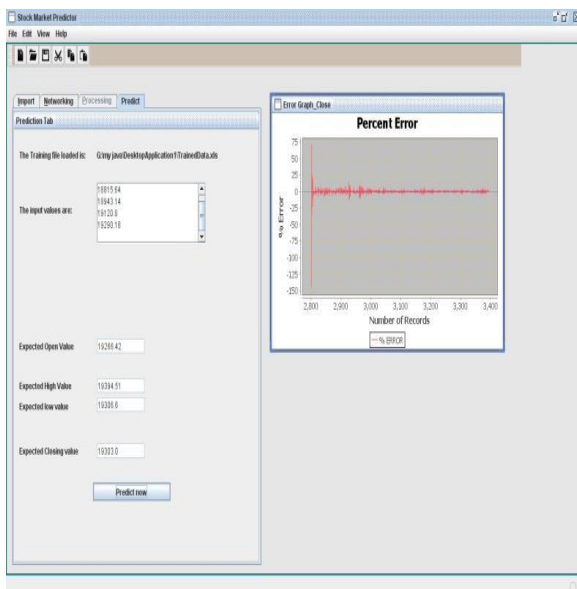 Stock Market Predictor
File Edit View Help
Import Networking Processing Predict
Prediction Tab
The Training file loaded is: G:\my java\DesktopApplication1\TrainedData.xls
The input values are:
18815.64
18943.14
19120.8
19290.18
Expected Open Value 19266.42
Expected High Value 19394.51
Expected low value 19306.6
Expected Closing value 19303.0
Predict now
Error Graph_Close
Percent Error
% Error
75
50
25
0
-25
-50
-75
-100
-125
-150
2,800 2,900 3,000 3,100 3,200 3,300 3,400
Number of Records
% ERROR